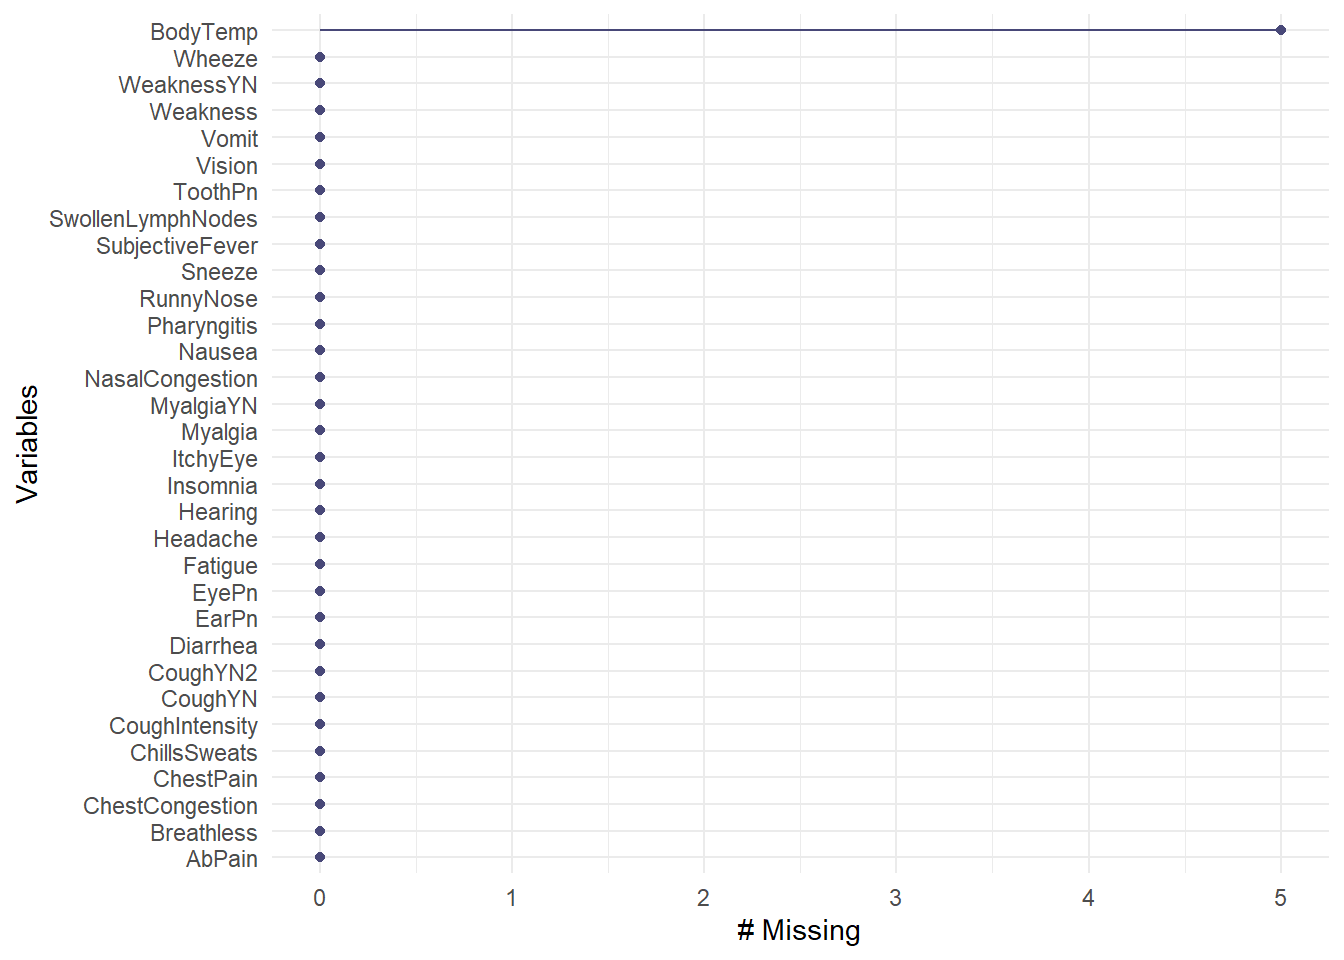 BodyTemp
Wheeze
WeaknessYN
Weakness
Vomit
Vision
ToothPn
SwollenLymphNodes
SubjectiveFever
Sneeze
RunnyNose
Pharyngitis
Nausea
NasalCongestion
MyalgiaYN
Myalgia
ItchyEye
Insomnia
Hearing
Headache
Fatigue
EyePn
EarPn
Diarrhea
CoughYN2
CoughYN
CoughIntensity
ChillsSweats
ChestPain
ChestCongestion
Breathless
AbPain
Variables
0 1 2 3 4 5
# Missing